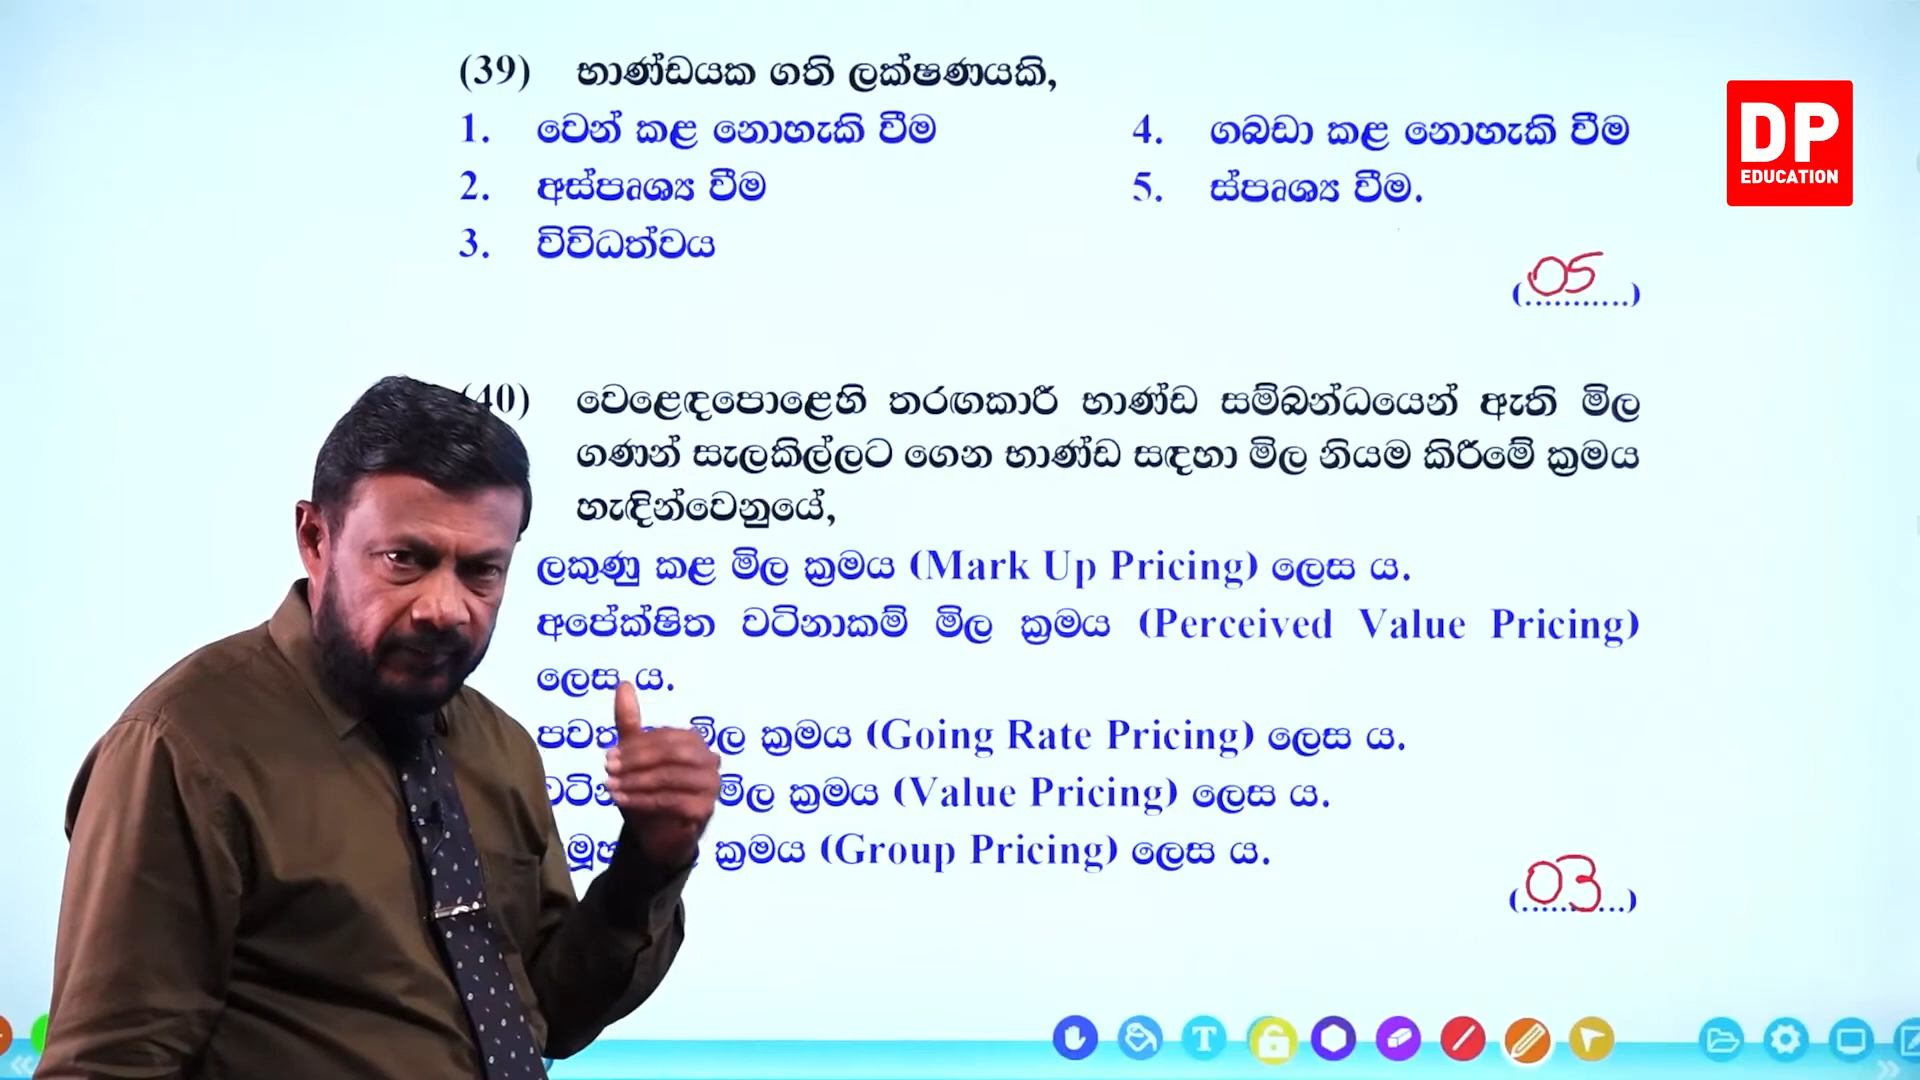 (39) භාණ්ඩයක ගති ලක්ෂණයකි,
1. වෙන් කළ නොහැකි වීම
4. ගබඩා කළ නොහැකි වීම
2. අස්පෘශ්‍ය වීම
5. ස්පෘශ්‍ය වීම.
3. විවිධත්වය
(05)
DP
EDUCATION
(40) වෙළෙඳපොළෙහි තරඟකාරී භාණ්ඩ සම්බන්ධයෙන් ඇති මිල
ගණන් සැලකිල්ලට ගෙන භාණ්ඩ සඳහා මිල නියම කිරීමේ ක්‍රමය
හැඳින්වෙනුයේ,
ලකුණු කළ මිල ක්‍රමය (Mark Up Pricing) ලෙස ය.
අපේක්ෂිත වටිනාකම් මිල ක්‍රමය (Perceived Value Pricing)
ලෙස ය.
මිල ක්‍රමය (Going Rate Pricing) ලෙස ය.
මිල ක්‍රමය (Value Pricing) ලෙස ය.
ක්‍රමය (Group Pricing) ලෙස ය.
(03)